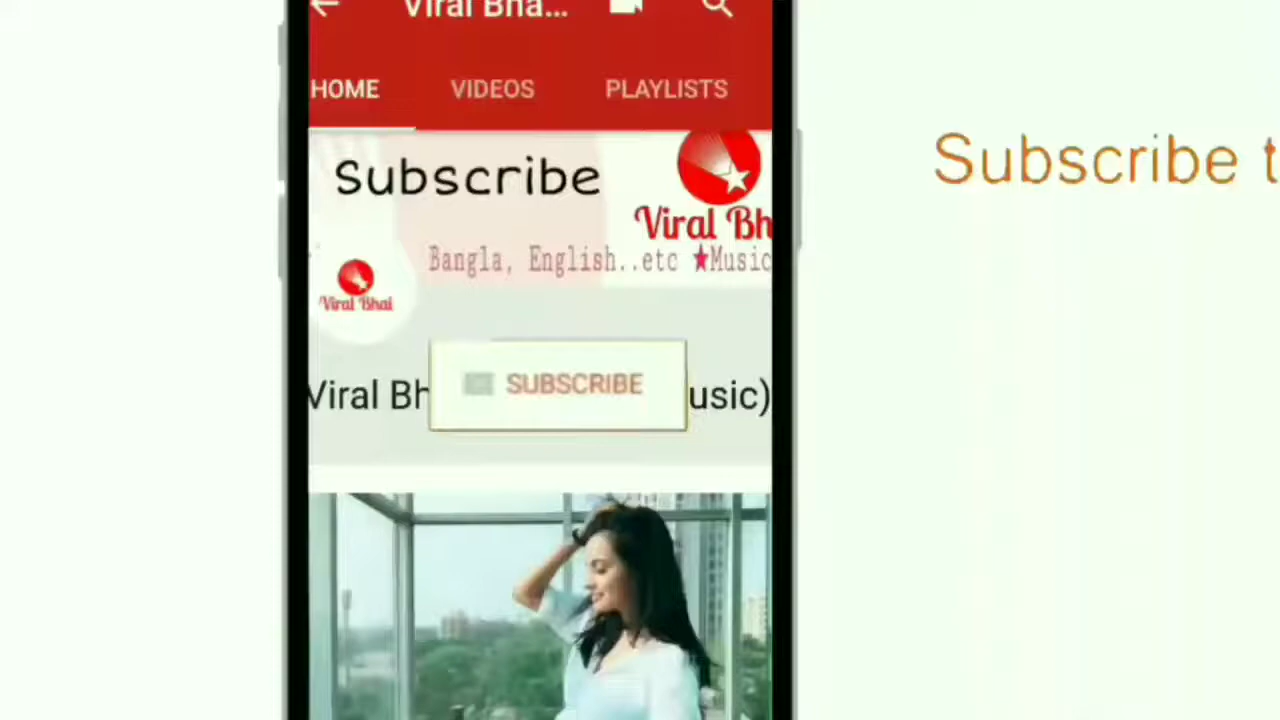 Viral Bha...
HOME VIDEOS PLAYLISTS
Subscribe
Viral Bh
Bangla, English..etc ★Music
Viral Bhai
SUBSCRIBE
Viral Bh
usic)
Subscribe t